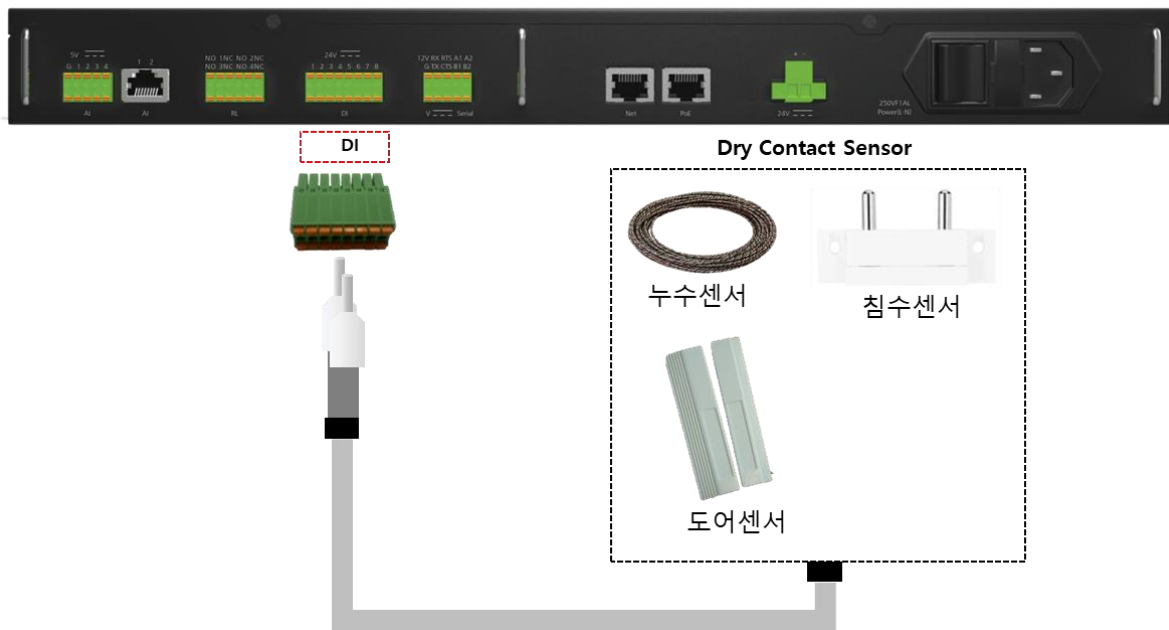 5V
G 1 2 3 4
AI
1 2
AI
NO 1NC NO 2NC
NO 3NC NO 4NC
RL
24V
1 2 3 4 5 6 7 8
DI
12V RX RTS A1 A2
G TX CTS B1 B2
V Serial
Net
PoE
+ -
24V
250VF1AL
Power(L-N)
DI
Dry Contact Sensor
누수센서
침수센서
도어센서